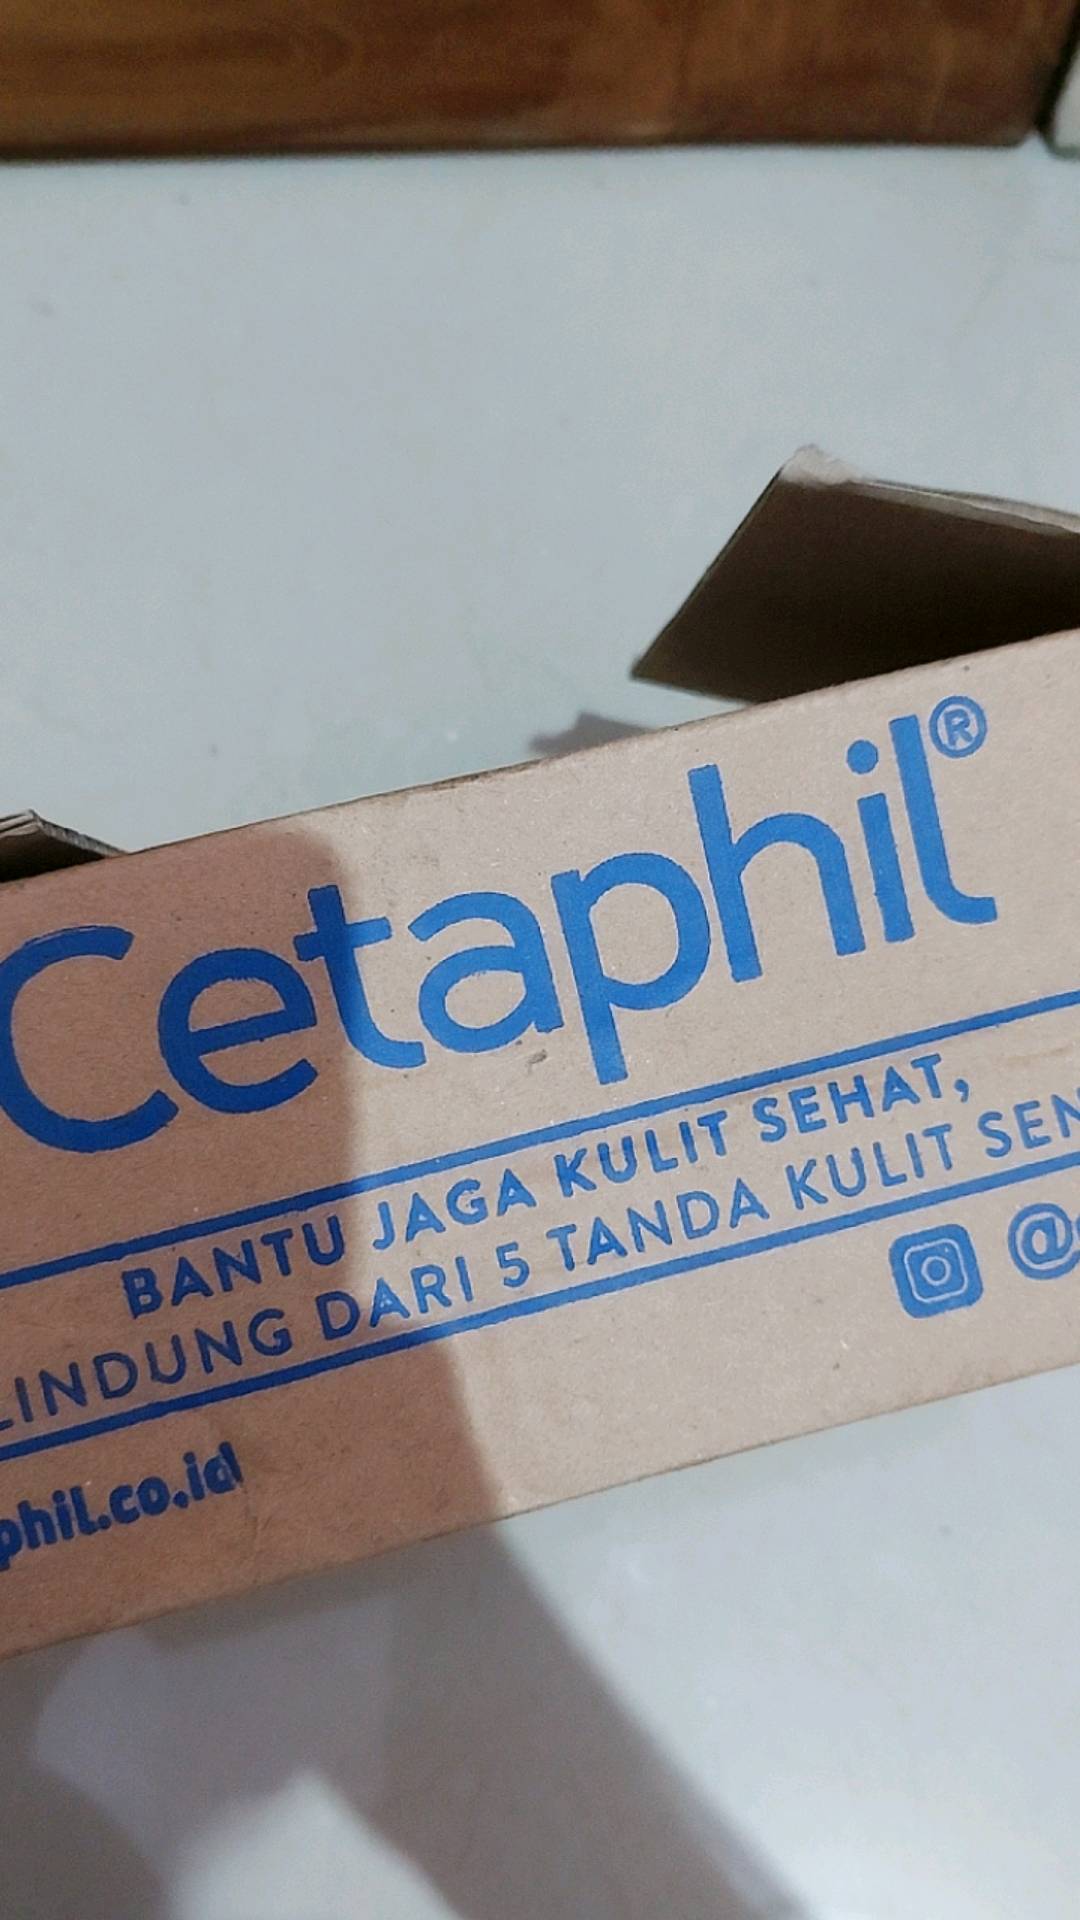 Cetaphil®
BANTU JAGA KULIT SEHAT,
LINDUNG DARI 5 TANDA KULIT
phil.co.id @